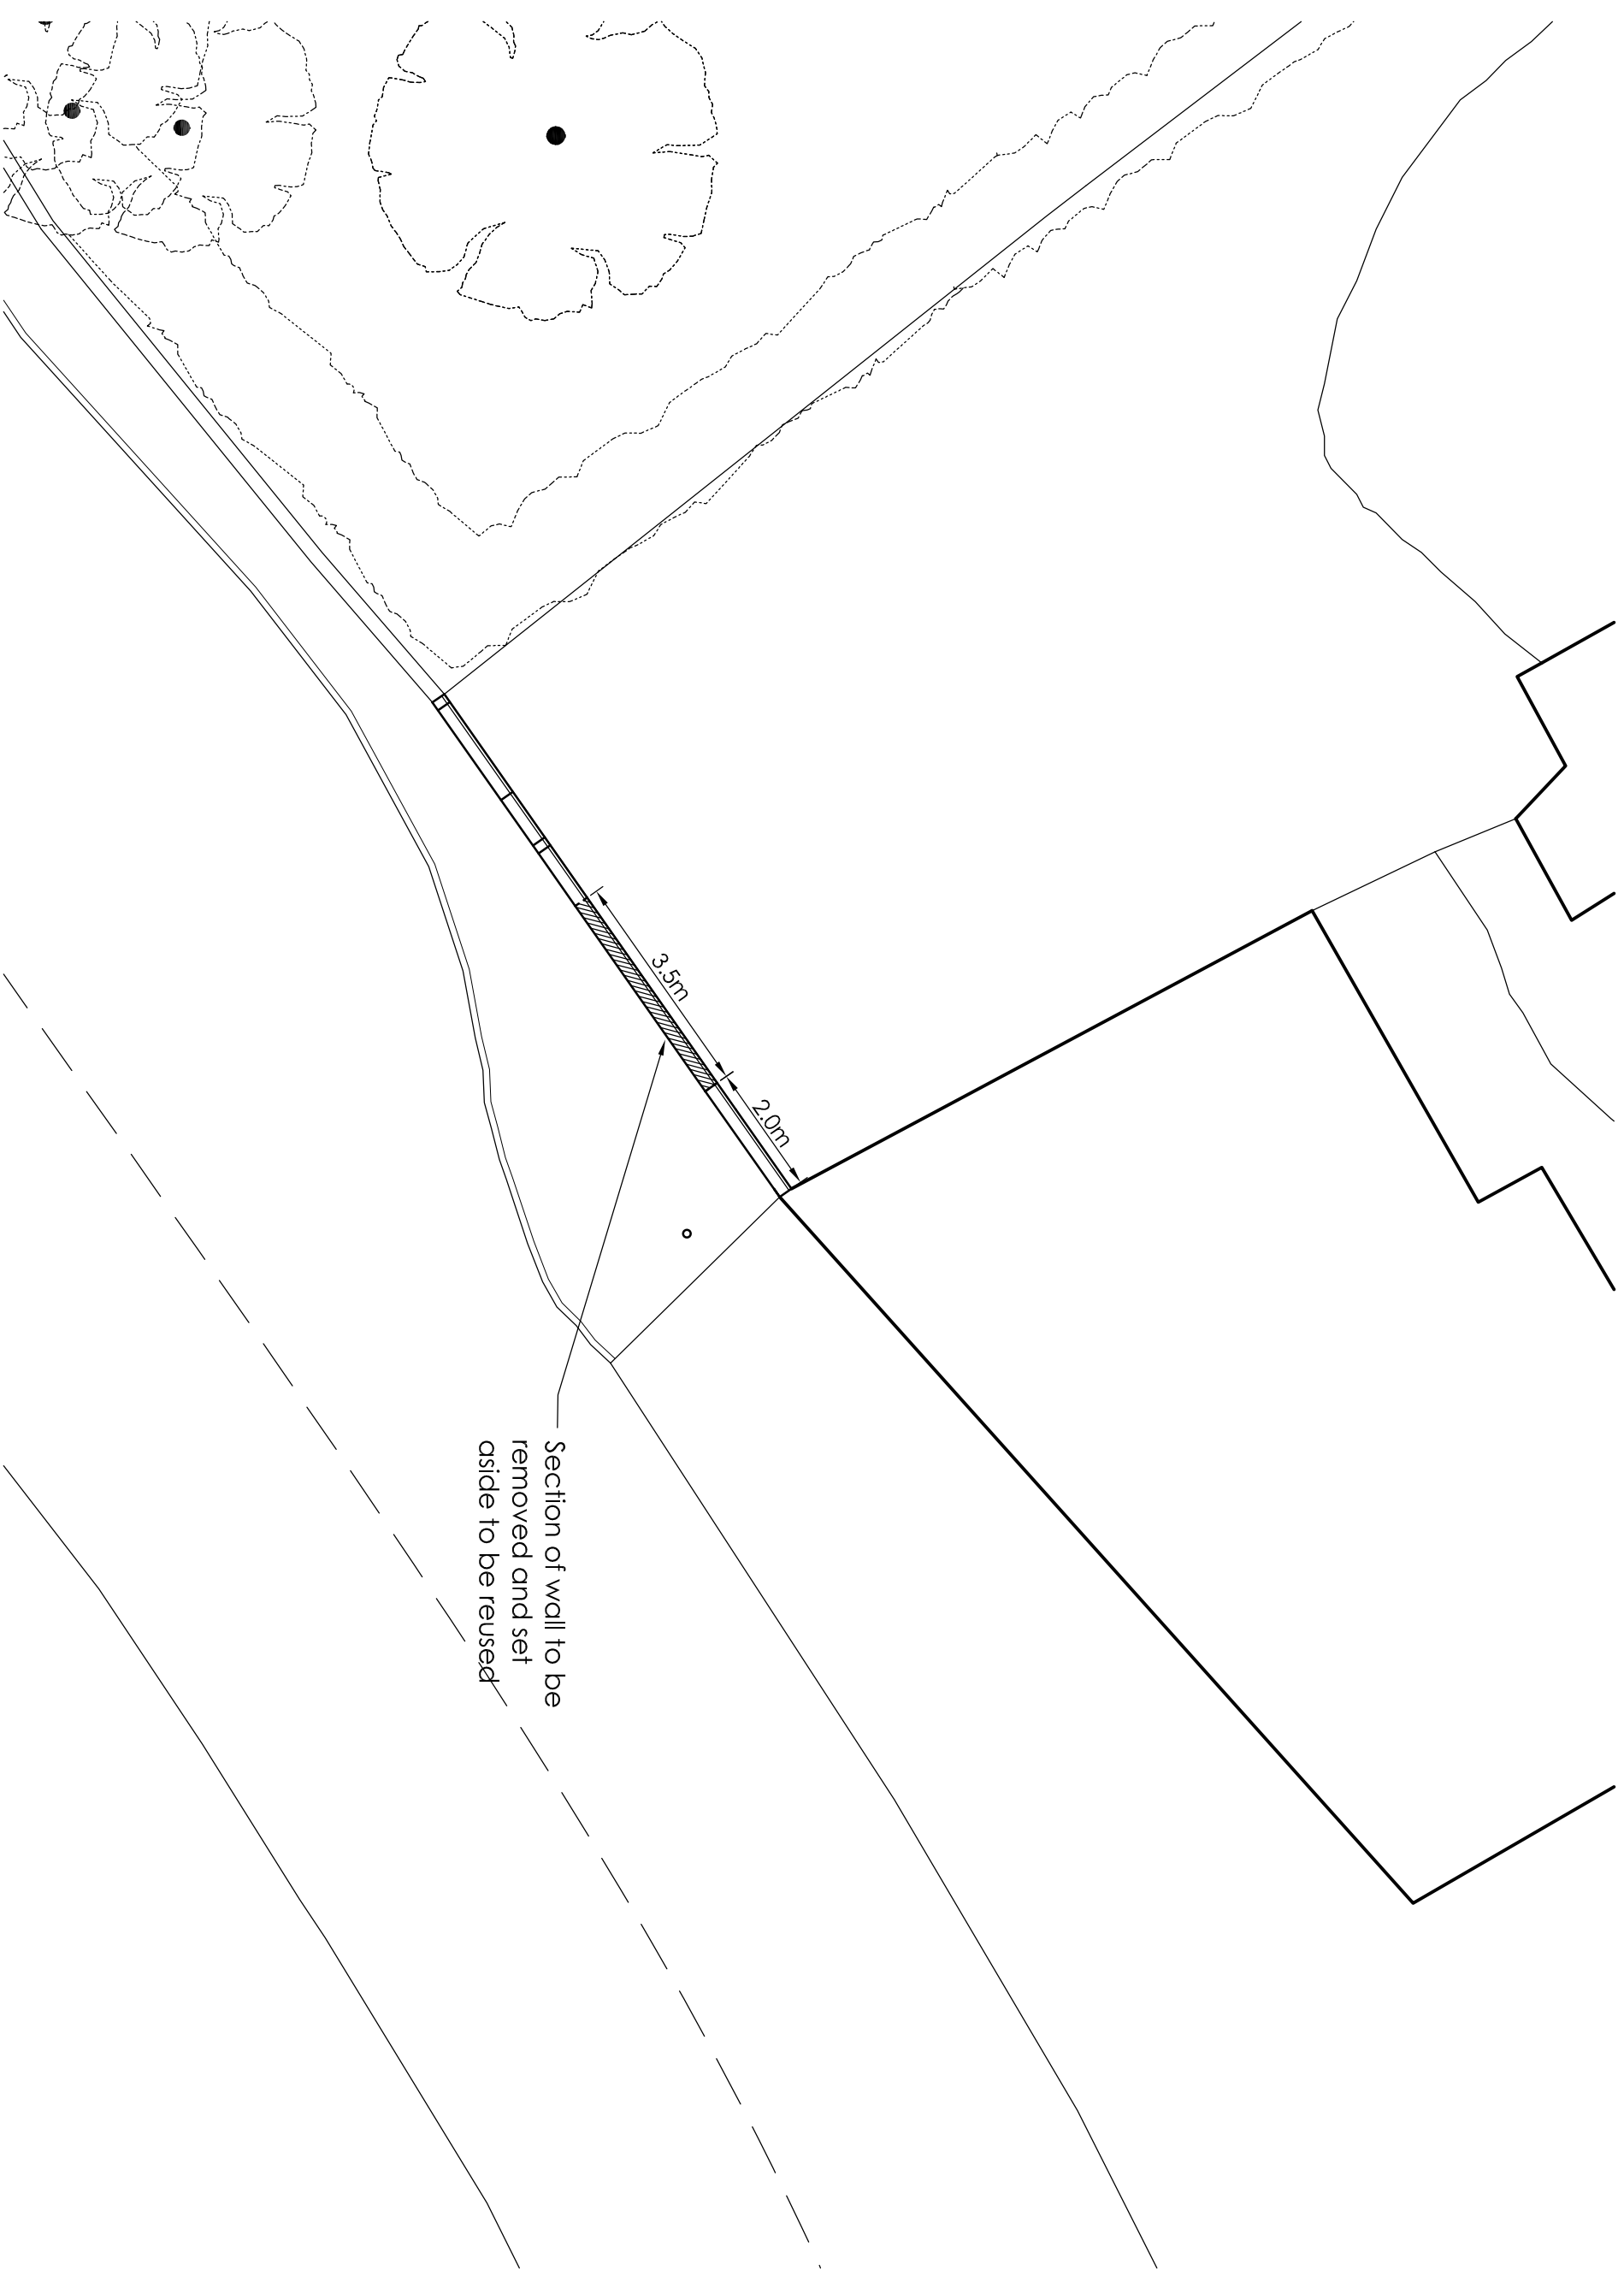 3.5m
2.0m
Section of wall to be
removed and set
aside to be reused